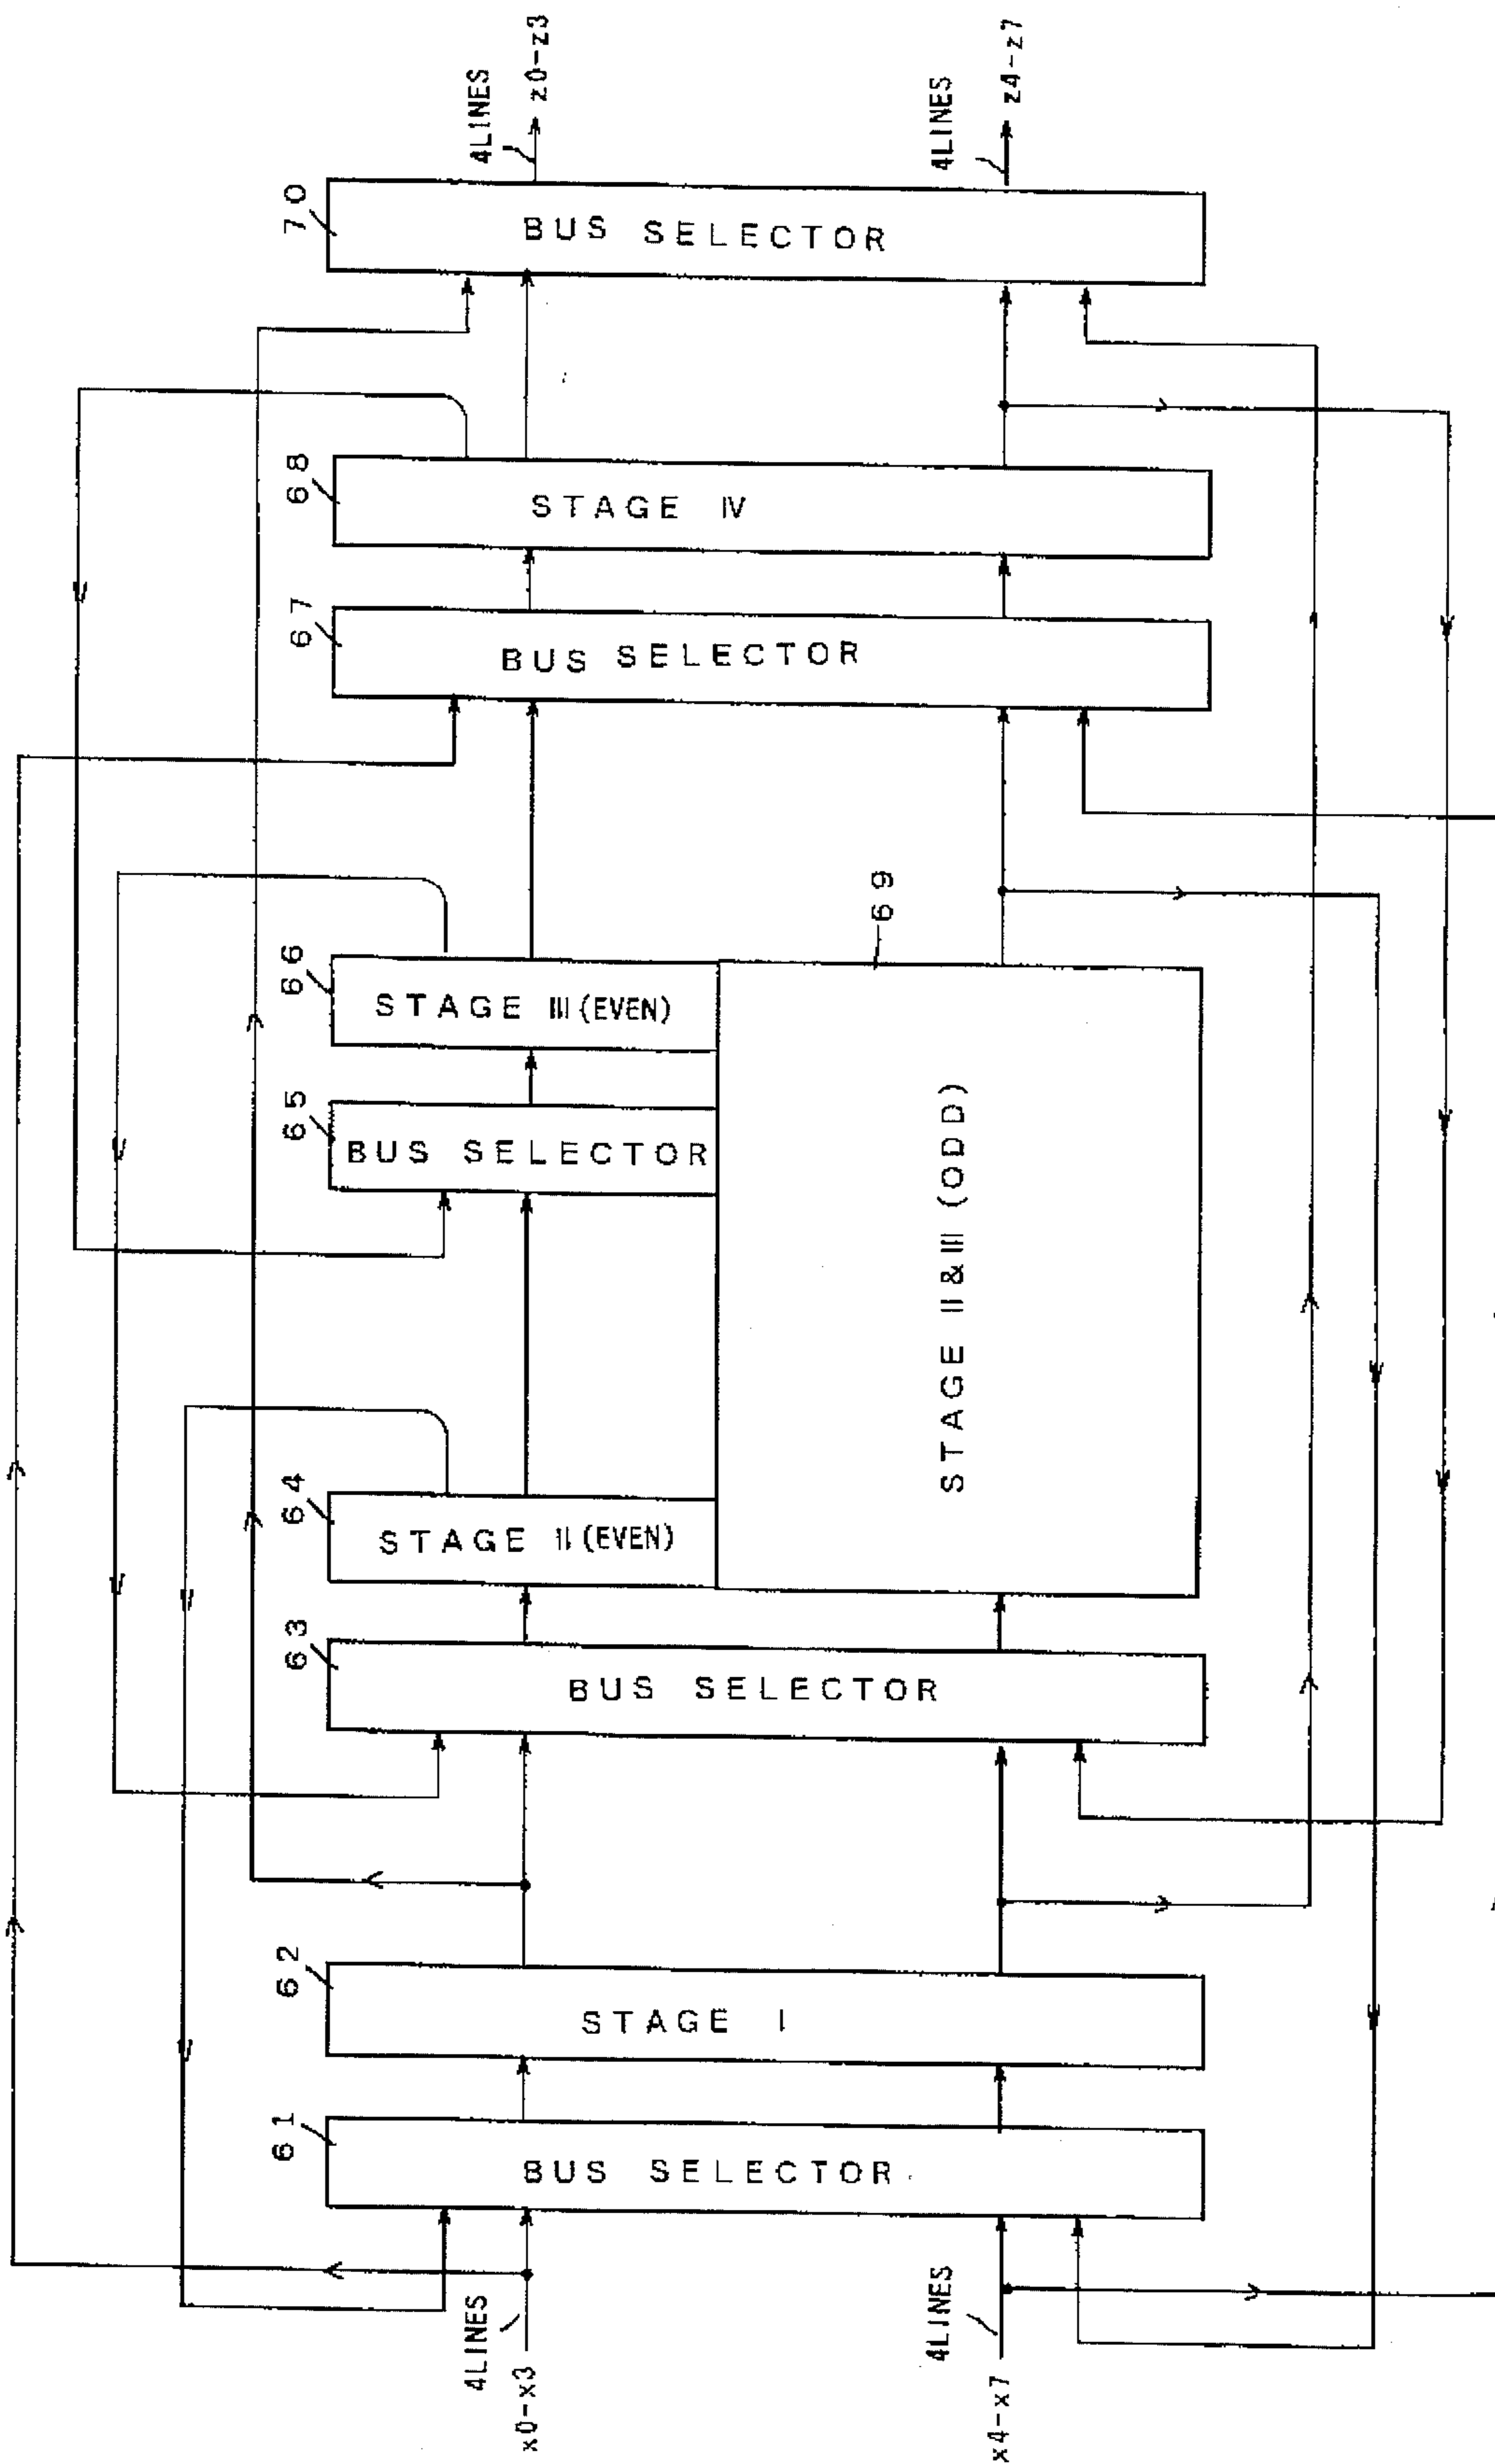 x0-x3
4LINES
x4-x7
4LINES
61
BUS SELECTOR
62
STAGE I
63
BUS SELECTOR
64
STAGE II (EVEN)
65
BUS SELECTOR
66
STAGE III (EVEN)
69
STAGE II & III (ODD)
67
BUS SELECTOR
68
STAGE IV
70
BUS SELECTOR
4LINES
z0-z3
4LINES
z4-z7